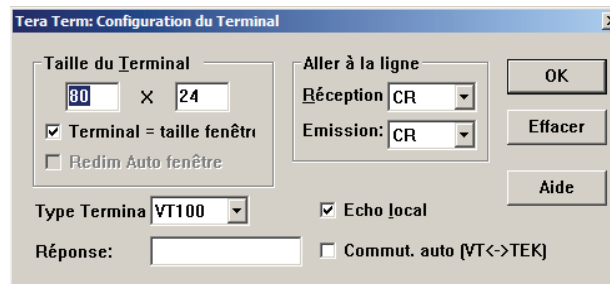 Tera Term: Configuration du Terminal
Taille du Terminal
80 X 24
Terminal = taille fenêtre
Redim Auto fenêtre
Aller à la ligne
Réception CR
Emission: CR
OK
Effacer
Aide
Type Termina VT100
Echo local
Réponse:
Commut. auto (VT<->TEK)